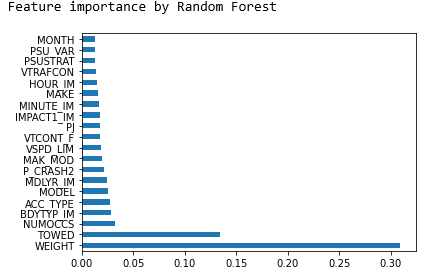 Feature importance by Random Forest
MONTH
PSU_VAR
PSUSTRAT
VTRAFCON
HOUR_IM
MAKE
MINUTE_IM
IMPACT1_IM
PJ
VTCONT_F
VSPD_LIM
MAK_MOD
P_CRASH2
MDLYR_IM
MODEL
ACC_TYPE
BDYTYP_IM
NUMOCCS
TOWED
WEIGHT
0.00 0.05 0.10 0.15 0.20 0.25 0.30